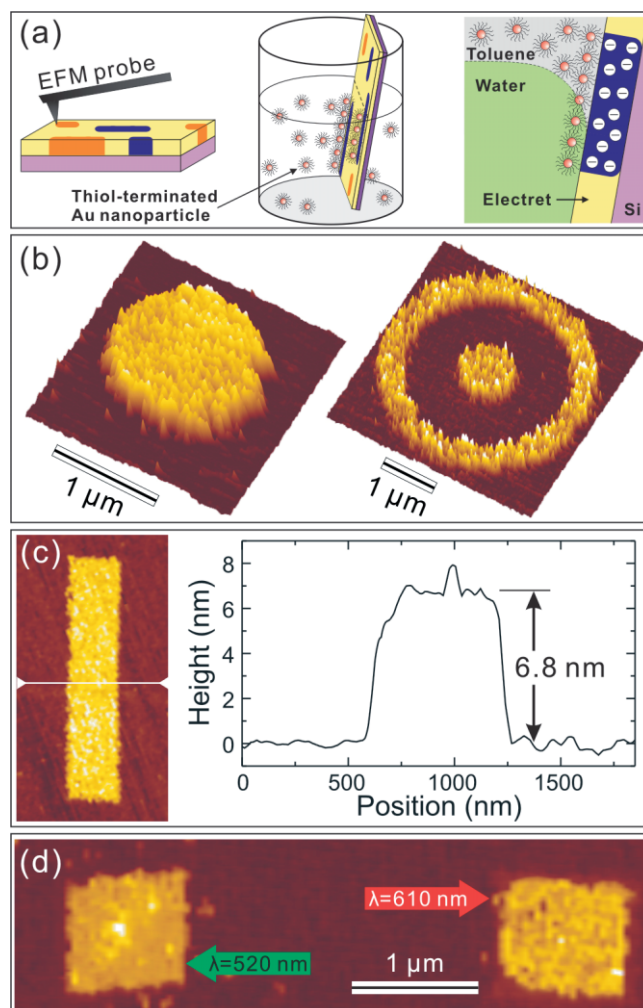 (a)
EFM probe
Thiol-terminated
Au nanoparticle
Toluene
Water
Electret
Si
(b)
1 μm
1 μm
(c)
Height (nm)
8
6
4
2
0
6.8 nm
0
500
1000
1500
Position (nm)
(d)
λ=610 nm
λ=520 nm
1 μm